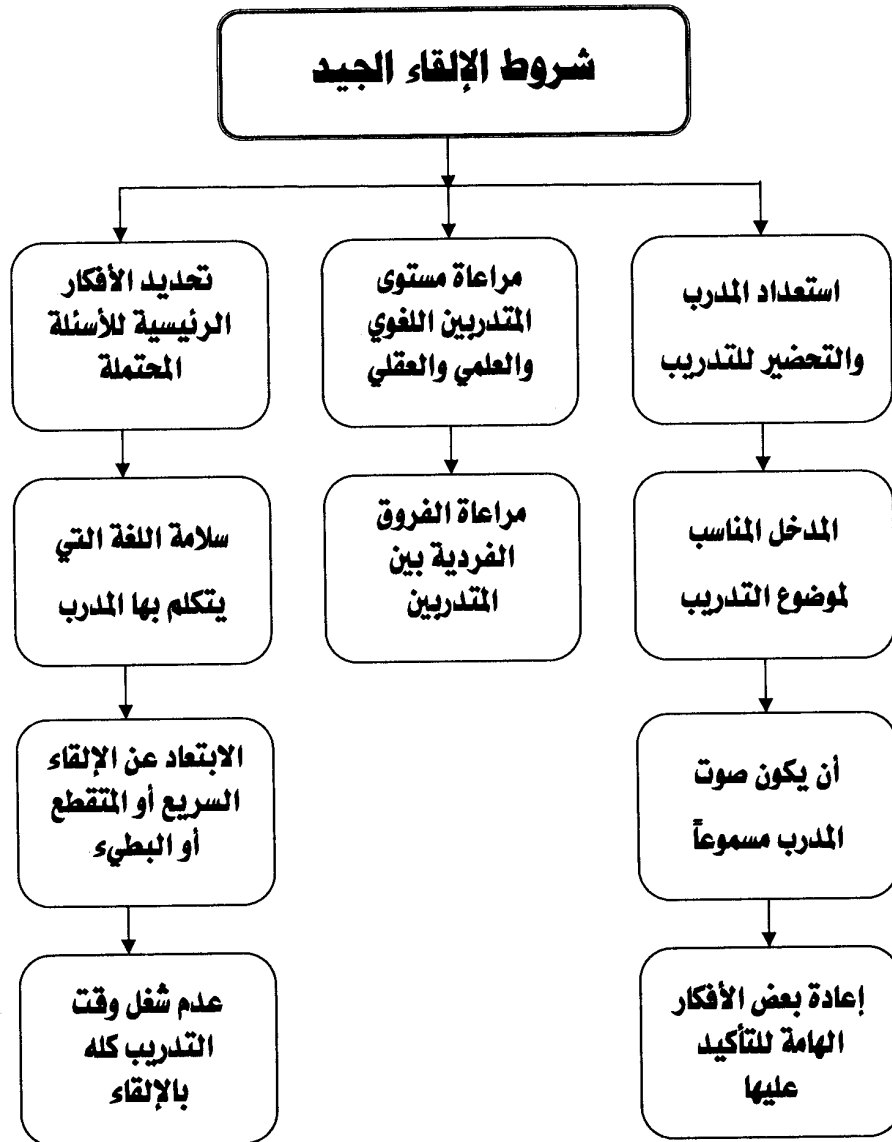 شروط الإلقاء الجيد
استعداد المدرب
والتحضير للتدريب
مراعاة مستوى
المتدربين اللغوي
والعلمي والعقلي
تحديد الأفكار
الرئيسية للأسئلة
المحتملة
المدخل المناسب
لموضوع التدريب
مراعاة الفروق
الفردية بين
المتدربين
سلامة اللغة التي
يتكلم بها المدرب
أن يكون صوت
المدرب مسموعاً
الابتعاد عن الإلقاء
السريع أو المتقطع
أو البطيء
إعادة بعض الأفكار
الهامة للتأكيد
عليها
عدم شغل وقت
التدريب كله
بالإلقاء